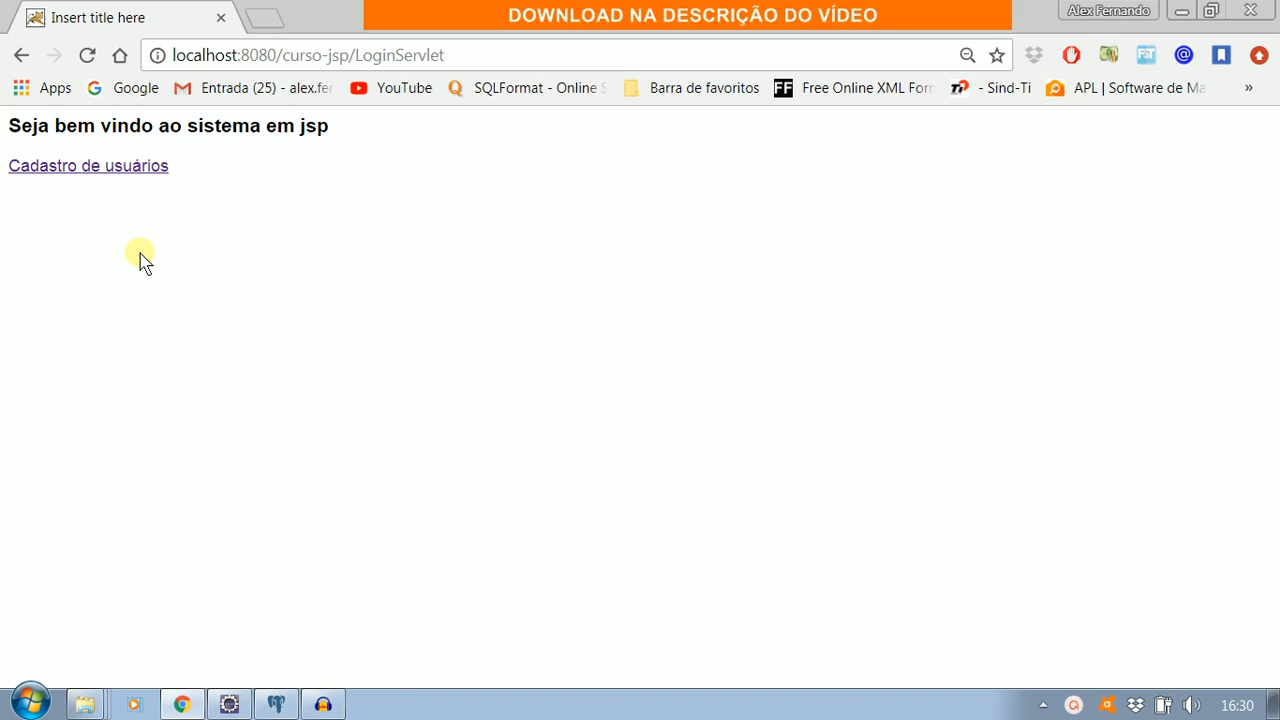 Insert title here
DOWNLOAD NA DESCRIÇÃO DO VÍDEO
Alex Fernando
localhost:8080/curso-jsp/LoginServlet
Apps Google Entrada (25) - alex.fer YouTube SQLFormat - Online S Barra de favoritos FF Free Online XML Form - Sind-Ti APL | Software de Ma »
Seja bem vindo ao sistema em jsp
Cadastro de usuários
16:30